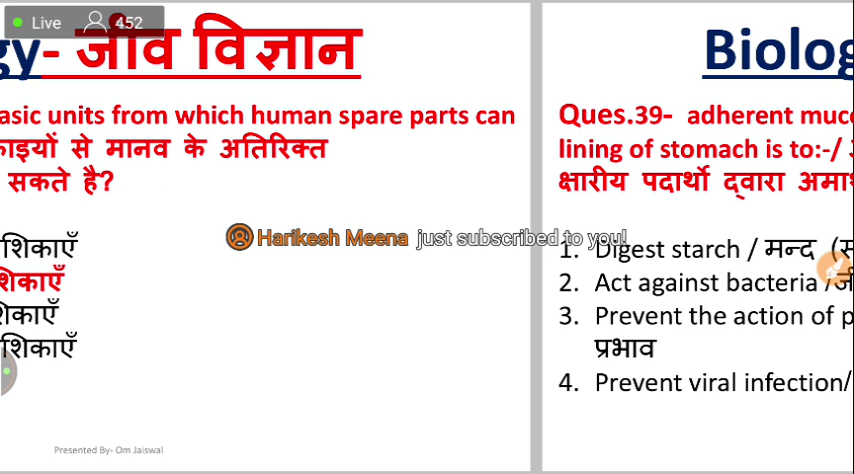 Live 452
gy- जीव विज्ञान
asic units from which human spare parts can
काइयों से मानव के अतिरिक्त
सकते है?
शिकाएँ
शिकाएँ
शिकाएँ
शिकाएँ
Presented By- Om Jaiswal
Harikesh Meena just subscribed to you!
Biolog
Ques.39- adherent muc
lining of stomach is to:-/
क्षारीय पदार्थो द्वारा अमाश
1. Digest starch / मन्द (स
2. Act against bacteria /जी
3. Prevent the action of p
प्रभाव
4. Prevent viral infection/